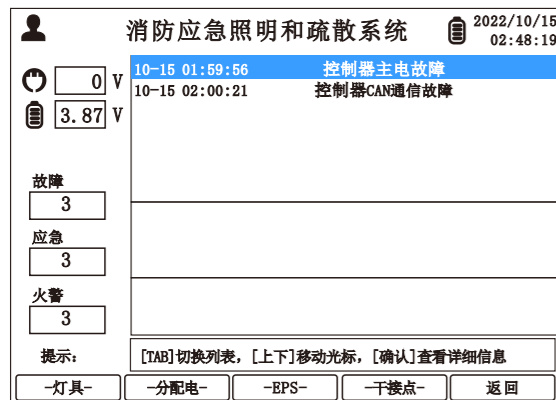 消防应急照明和疏散系统
2022/10/15
02:48:19
0 V
3.87 V
10-15 01:59:56 控制器主电故障
10-15 02:00:21 控制器CAN通信故障
故障
3
应急
3
火警
3
提示: [TAB]切换列表, [上下]移动光标, [确认]查看详细信息
-灯具- -分配电- -EPS- -干接点- 返回